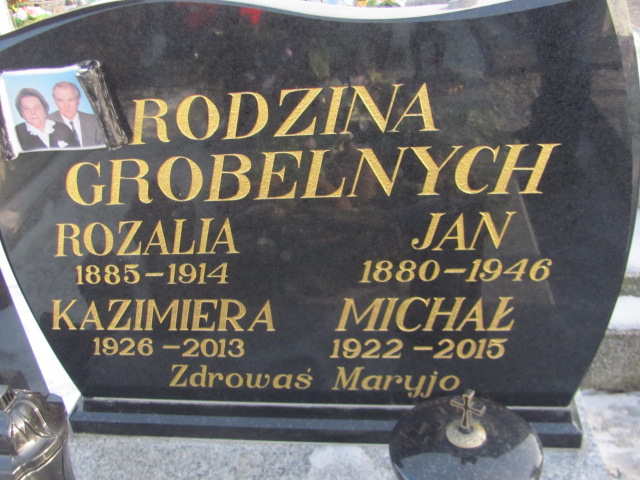 RODZINA
GROBELNYCH
ROZALIA JAN
1885-1914 1880-1946
KAZIMIERA MICHAŁ
1926-2013 1922-2015
Zdrowaś Maryjo